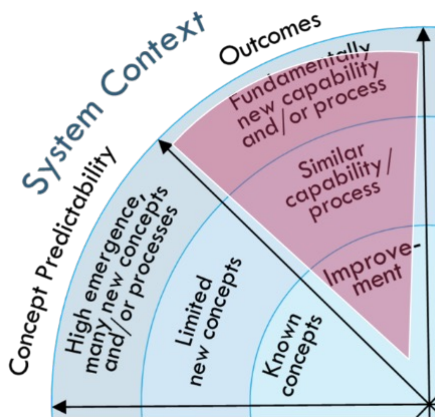 System Context
Outcomes
Fundamentally
new capability
and/or process
Similar
capability/
process
Improve-
ment
Concept Predictability
High emergence,
many new concepts
and/or processes
Limited
new concepts
Known
concepts